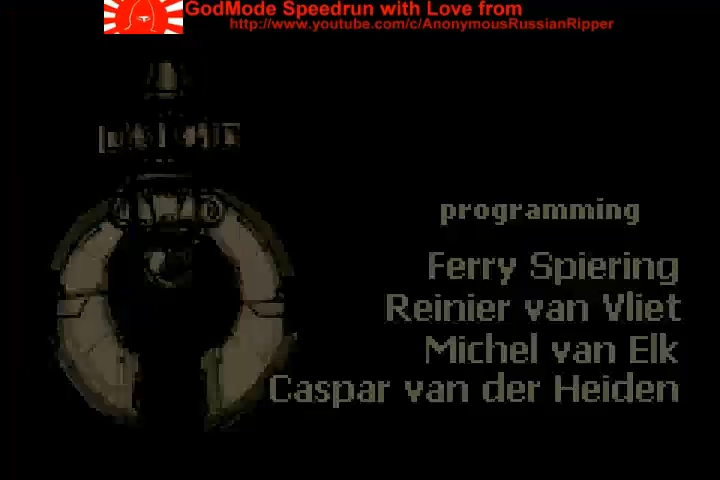 GodMode Speedrun with Love from
http://www.youtube.com/c/AnonymousRussianRipper
programming
Ferry Spiering
Reinier van Vliet
Michel van Elk
Caspar van der Heiden